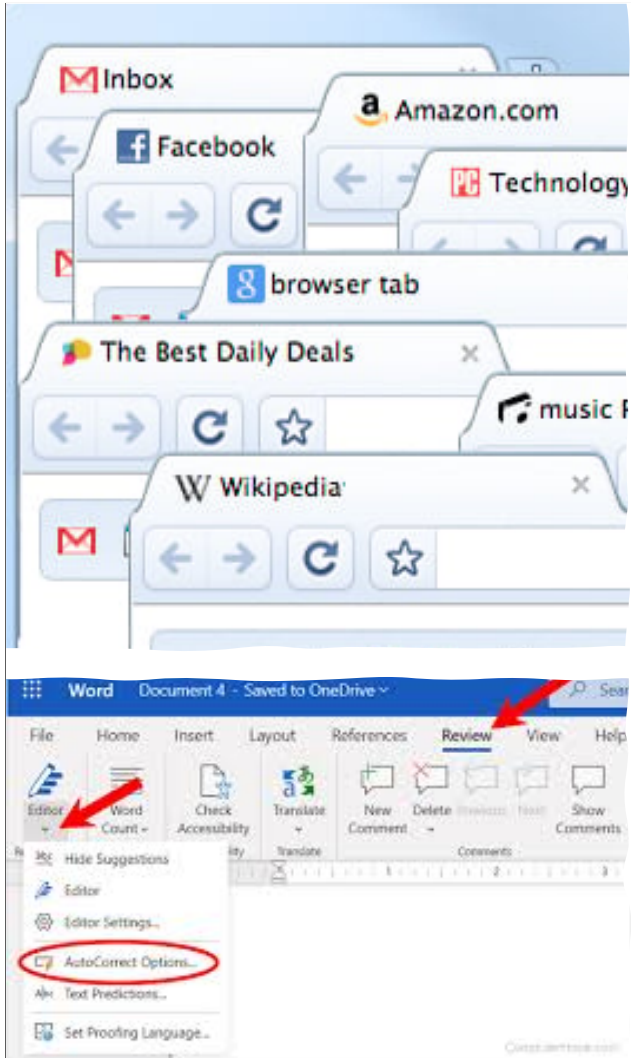 Inbox
a Amazon.com
Facebook
PC Technology
g browser tab
The Best Daily Deals
music
W Wikipedia
Word Document 4 - Saved to OneDrive
File Home Insert Layout References Review View Help
Editor Word Count Check Accessibility Translate New Comment Delete Previous Next Show Comments
Translate Comments
Hide Suggestions
Editor
Editor Settings...
AutoCorrect Options...
Text Predictions...
Set Proofing Language...